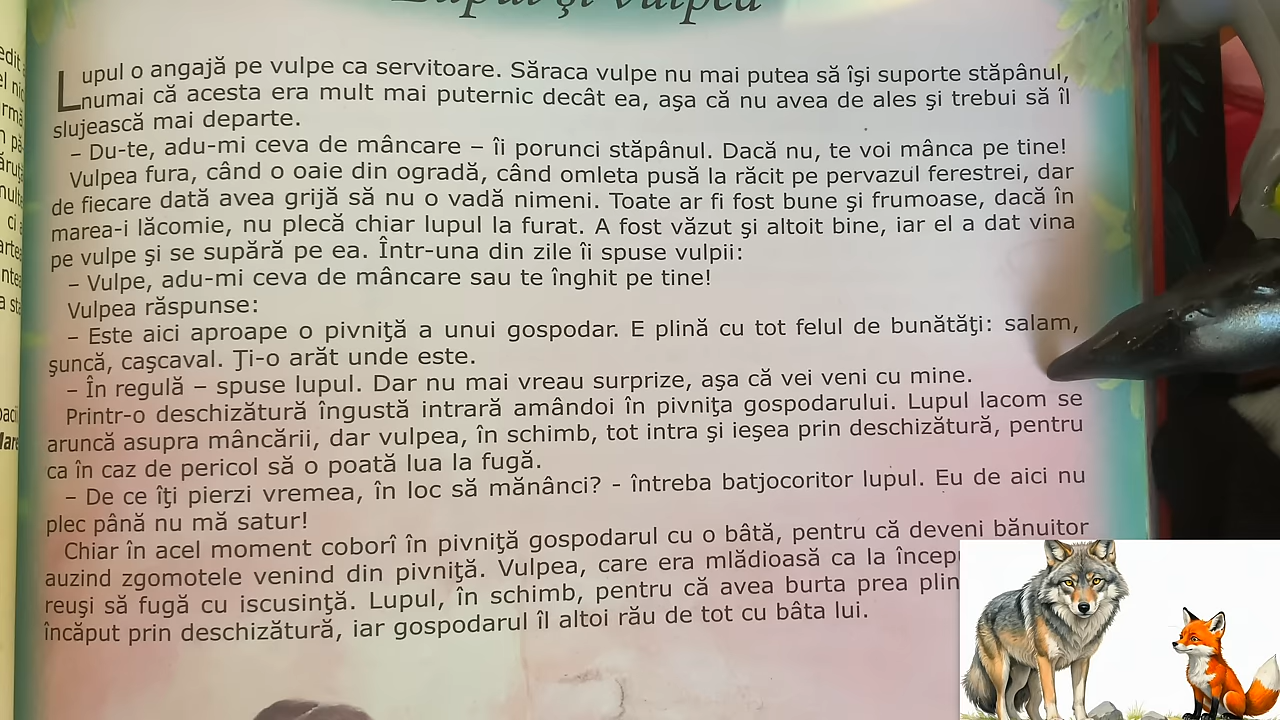 Lupul şi vulpea
Lupul o angajă pe vulpe ca servitoare. Săraca vulpe nu mai putea să îşi suporte stăpânul,
numai că acesta era mult mai puternic decât ea, aşa că nu avea de ales şi trebui să îl
slujească mai departe.
– Du-te, adu-mi ceva de mâncare – îi porunci stăpânul. Dacă nu, te voi mânca pe tine!
Vulpea fura, când o oaie din ogradă, când omleta pusă la răcit pe pervazul ferestrei, dar
de fiecare dată avea grijă să nu o vadă nimeni. Toate ar fi fost bune şi frumoase, dacă în
marea-i lăcomie, nu plecă chiar lupul la furat. A fost văzut şi altoit bine, iar el a dat vina
pe vulpe şi se supără pe ea. Într-una din zile îi spuse vulpii:
– Vulpe, adu-mi ceva de mâncare sau te înghit pe tine!
Vulpea răspunse:
– Este aici aproape o pivniţă a unui gospodar. E plină cu tot felul de bunătăţi: salam,
şuncă, caşcaval. Ţi-o arăt unde este.
– În regulă – spuse lupul. Dar nu mai vreau surprize, aşa că vei veni cu mine.
Printr-o deschizătură îngustă intrară amândoi în pivniţa gospodarului. Lupul lacom se
aruncă asupra mâncării, dar vulpea, în schimb, tot intra şi ieşea prin deschizătură, pentru
ca în caz de pericol să o poată lua la fugă.
– De ce îţi pierzi vremea, în loc să mănânci? - întreba batjocoritor lupul. Eu de aici nu
plec până nu mă satur!
Chiar în acel moment coborî în pivniţă gospodarul cu o bâtă, pentru că deveni bănuitor
auzind zgomotele venind din pivniţă. Vulpea, care era mlădioasă ca la încep
reuşi să fugă cu iscusinţă. Lupul, în schimb, pentru că avea burta prea plin
încăput prin deschizătură, iar gospodarul îl altoi rău de tot cu bâta lui.